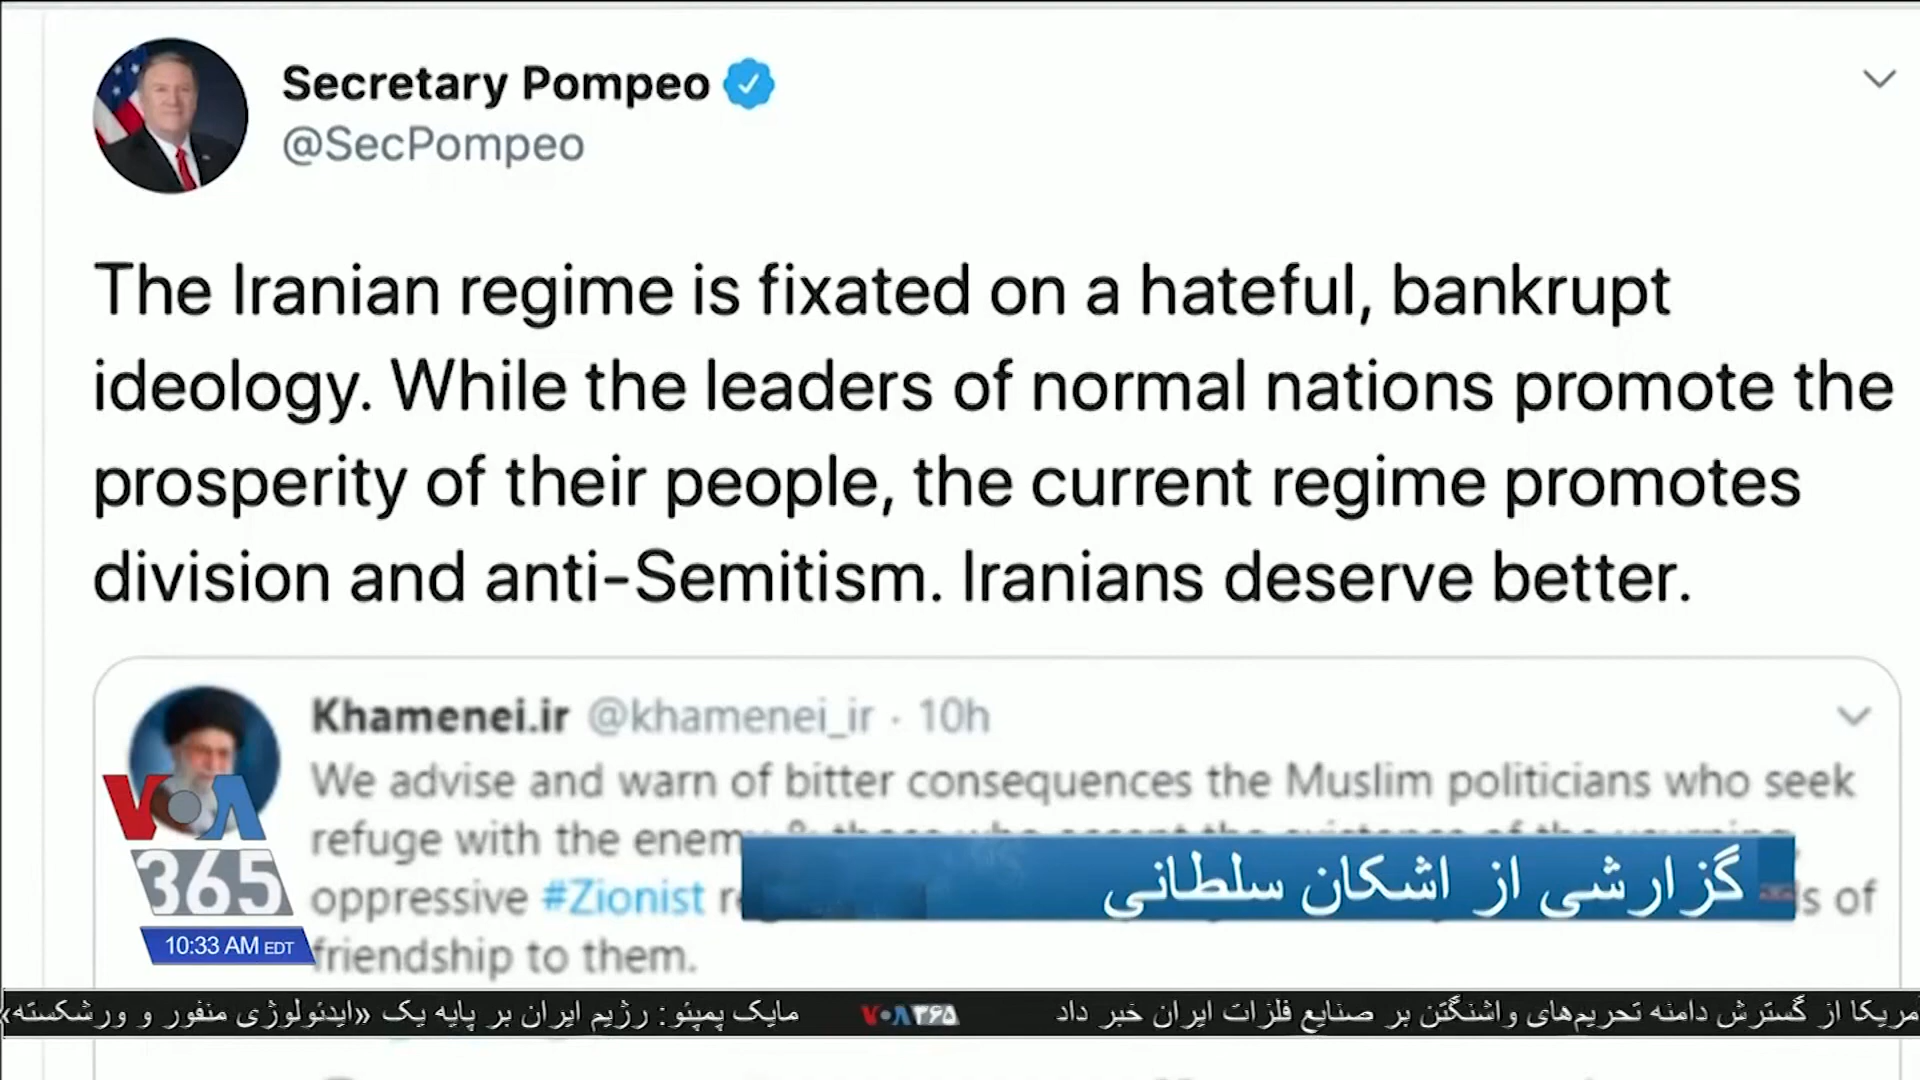 Secretary Pompeo
@SecPompeo
The Iranian regime is fixated on a hateful, bankrupt
ideology. While the leaders of normal nations promote the
prosperity of their people, the current regime promotes
division and anti-Semitism. Iranians deserve better.
Khamenei.ir @khamenei_ir · 10h
We advise and warn of bitter consequences the Muslim politicians who seek
refuge with the enemy
oppressive #Zionist of
friendship to them.
گزارشی از اشکان سلطانی
VOA
365
10:33 AM EDT
مریکا از گسترش دامنه تحریم‌های واشنگتن بر صنایع فلزات ایران خبر داد VOA۳۶۵ مایک پمپئو: رژیم ایران بر پایه یک «ایدئولوژی منفور و ورشکسته»